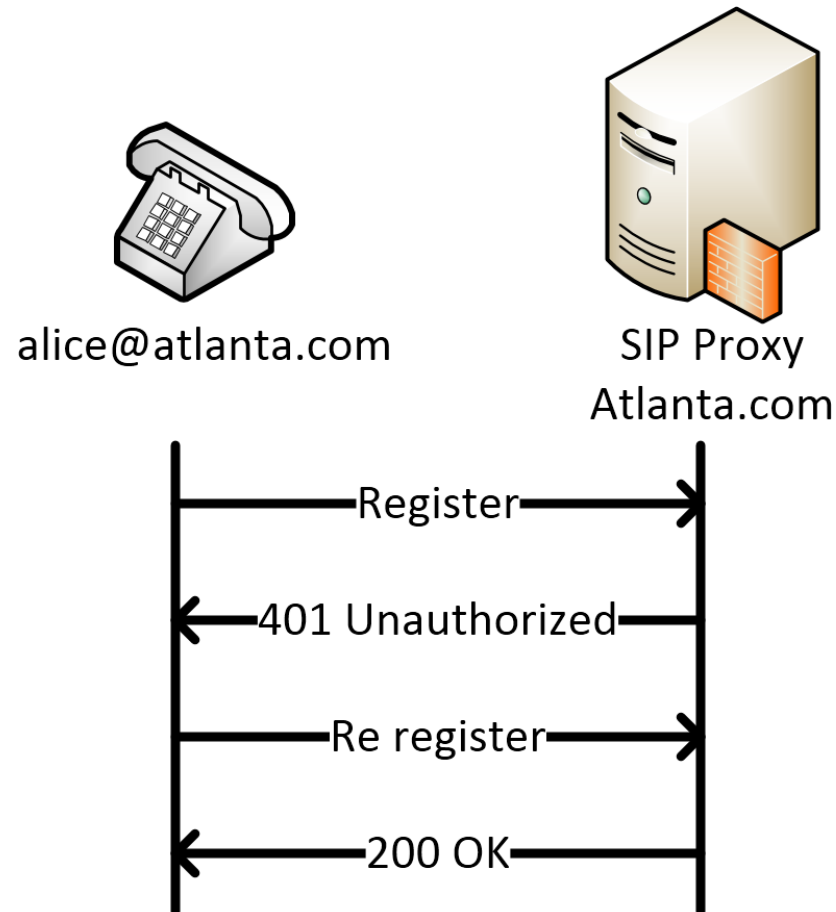 alice@atlanta.com
SIP Proxy
Atlanta.com
Register
401 Unauthorized
Re register
200 OK